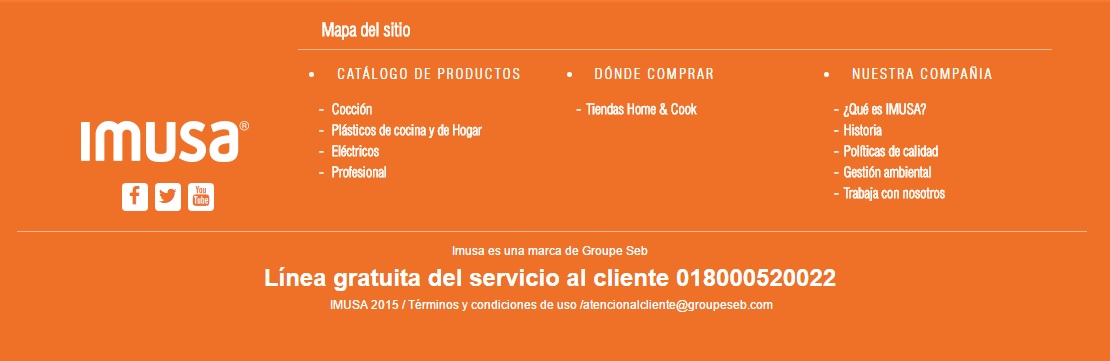 Mapa del sitio
• CATÁLOGO DE PRODUCTOS
- Cocción
- Plásticos de cocina y de Hogar
- Eléctricos
- Profesional
• DÓNDE COMPRAR
- Tiendas Home & Cook
• NUESTRA COMPAÑIA
- ¿Qué es IMUSA?
- Historia
- Políticas de calidad
- Gestión ambiental
- Trabaja con nosotros
IMUSA®
You
Tube
Imusa es una marca de Groupe Seb
Línea gratuita del servicio al cliente 018000520022
IMUSA 2015 / Términos y condiciones de uso /atencionalcliente@groupeseb.com